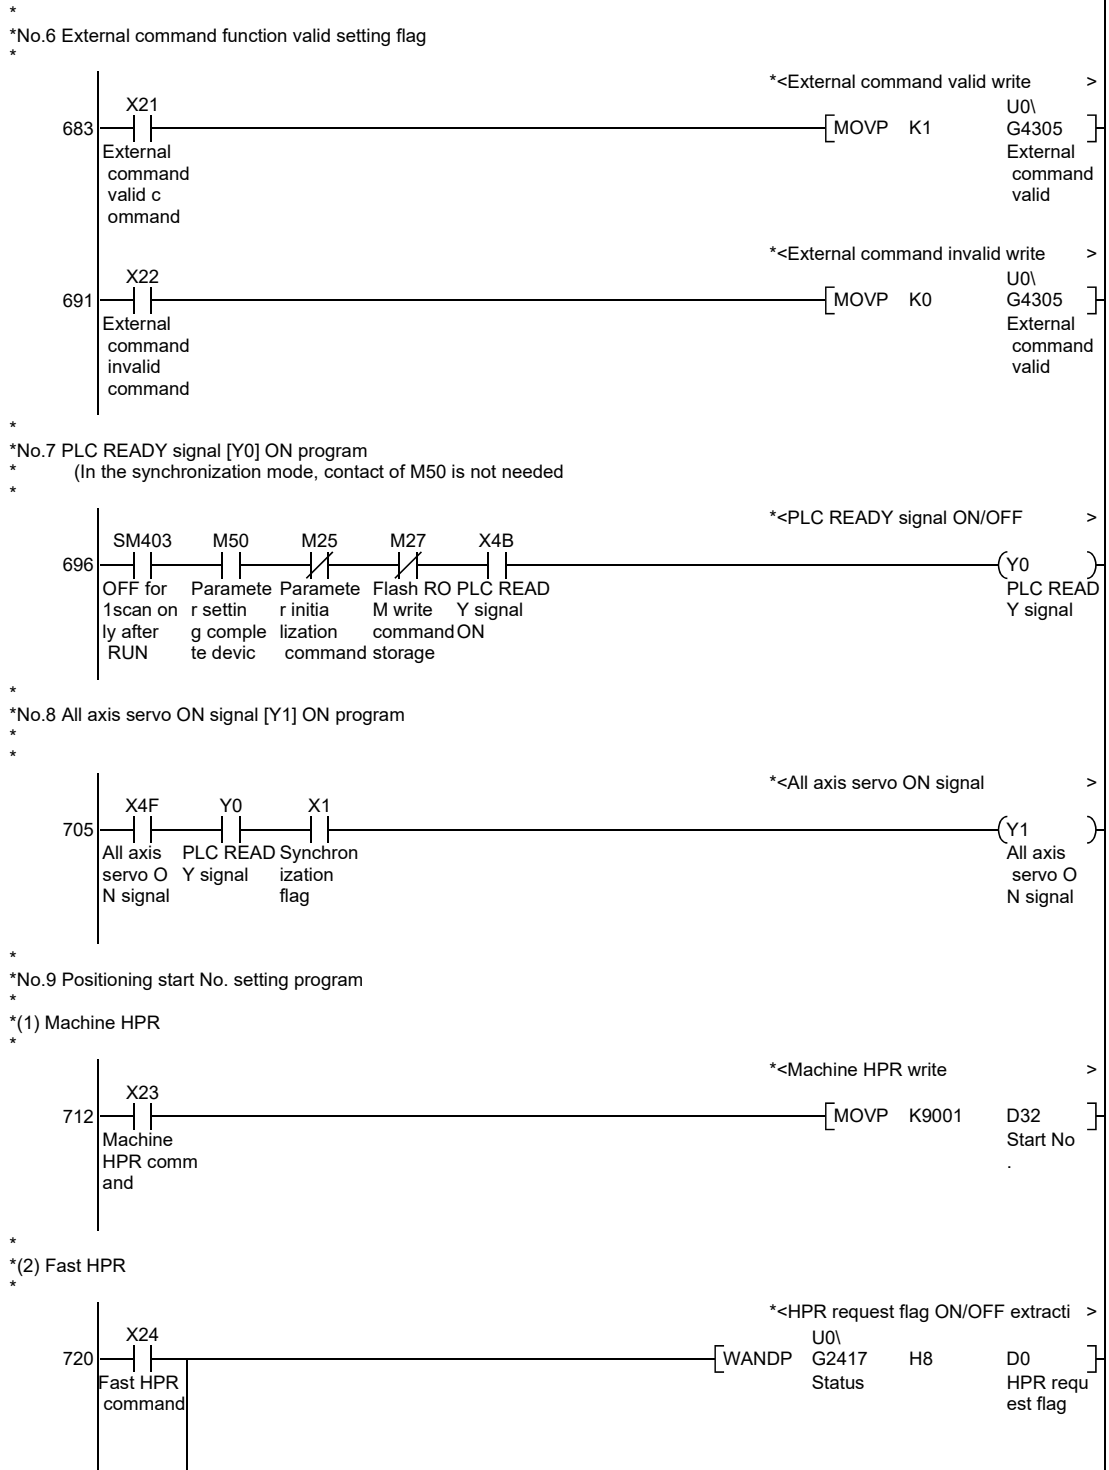 *
*No.6 External command function valid setting flag
*
*<External command valid write >
X21 U0\
683 MOVP K1 G4305
External External
command command
valid c valid
ommand
*<External command invalid write >
X22 U0\
691 MOVP K0 G4305
External External
command command
invalid valid
command
*
*No.7 PLC READY signal [Y0] ON program
* (In the synchronization mode, contact of M50 is not needed
*
*<PLC READY signal ON/OFF >
SM403 M50 M25 M27 X4B
696 Y0
OFF for Paramete Paramete Flash RO PLC READ PLC READ
1scan on r settin r initia M write Y signal Y signal
ly after g comple lization command ON
RUN te devic command storage
*
*No.8 All axis servo ON signal [Y1] ON program
*
*
*<All axis servo ON signal >
X4F Y0 X1
705 Y1
All axis PLC READ Synchron All axis
servo O Y signal ization servo O
N signal flag N signal
*
*No.9 Positioning start No. setting program
*
*(1) Machine HPR
*
*<Machine HPR write >
X23
712 MOVP K9001 D32
Machine Start No
HPR comm .
and
*
*(2) Fast HPR
*
*<HPR request flag ON/OFF extracti >
X24 U0\
720 WANDP G2417 H8 D0
Fast HPR Status HPR requ
command est flag